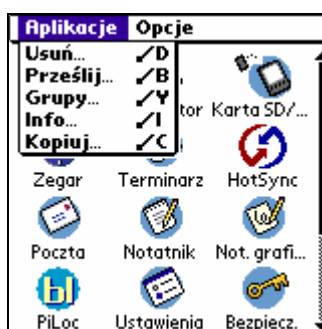 Aplikacje Opcje
Usuń... /D
Prześlij... /B
Grupy... /Y
Info... /I
Kopiuj... /C
tor Karta SD/...
Zegar Terminarz HotSync
Poczta Notatnik Not. grafi...
PiLoc Ustawienia Bezpiecz.